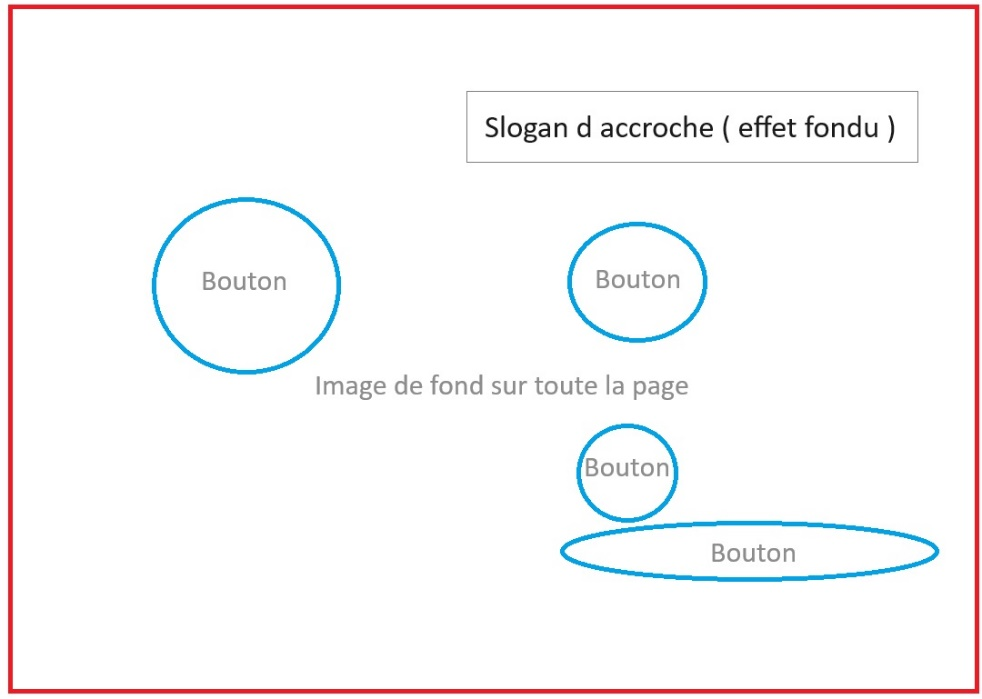 Slogan d accroche ( effet fondu )
Bouton
Bouton
Image de fond sur toute la page
Bouton
Bouton